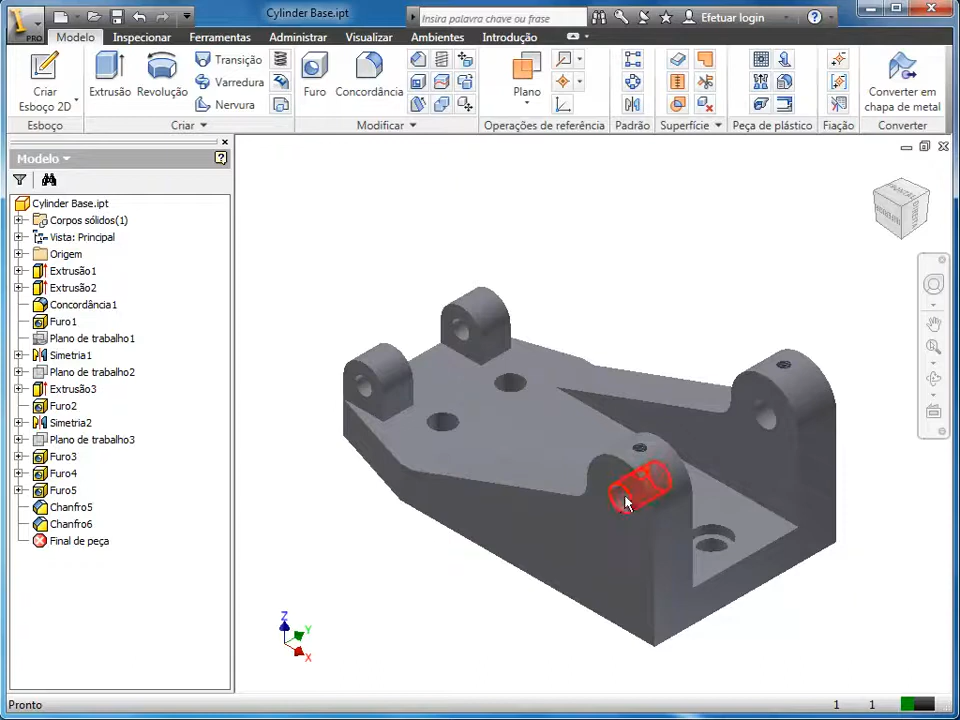 Cylinder Base.ipt
Insira palavra chave ou frase
Efetuar login
PRO
Modelo
Inspecionar
Ferramentas
Administrar
Visualizar
Ambientes
Introdução
Criar
Esboço 2D
Extrusão
Revolução
Transição
Varredura
Nervura
Furo
Concordância
Plano
Converter em
chapa de metal
Esboço
Criar
Modificar
Operações de referência
Padrão
Superfície
Peça de plástico
Fiação
Converter
Modelo
Cylinder Base.ipt
Corpos sólidos(1)
Vista: Principal
Origem
Extrusão1
Extrusão2
Concordância1
Furo1
Plano de trabalho1
Simetria1
Plano de trabalho2
Extrusão3
Furo2
Simetria2
Plano de trabalho3
Furo3
Furo4
Furo5
Chanfro5
Chanfro6
Final de peça
Z
Y
X
Pronto
1 1